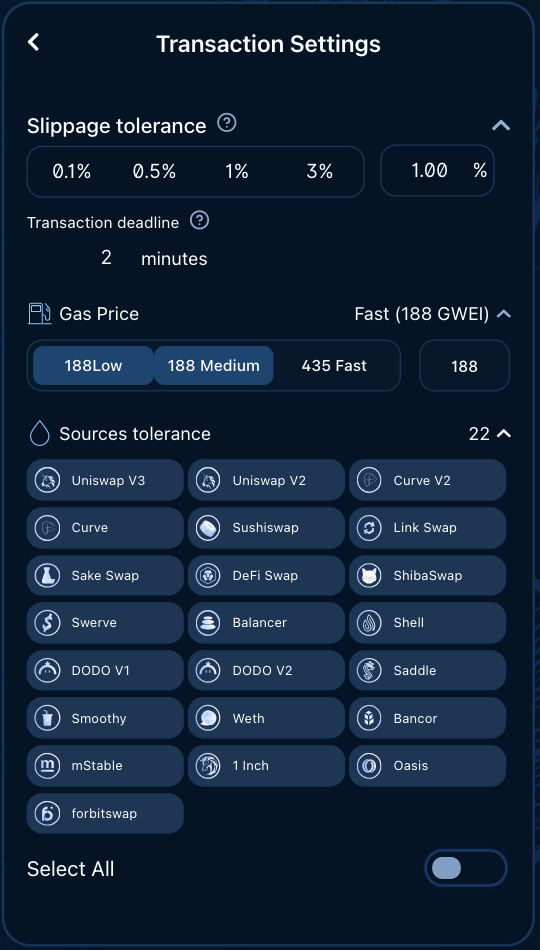 Transaction Settings
Slippage tolerance ?
0.1% 0.5% 1% 3% 1.00 %
Transaction deadline ?
2 minutes
Gas Price Fast (188 GWEI)
188Low 188 Medium 435 Fast 188
Sources tolerance 22
Uniswap V3 Uniswap V2 Curve V2
Curve Sushiswap Link Swap
Sake Swap DeFi Swap ShibaSwap
Swerve Balancer Shell
DODO V1 DODO V2 Saddle
Smoothy Weth Bancor
m mStable 1 Inch Oasis
forbitswap
Select All